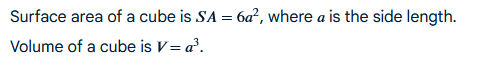 Surface area of a cube is SA = 6a², where a is the side length.
Volume of a cube is V = a³.